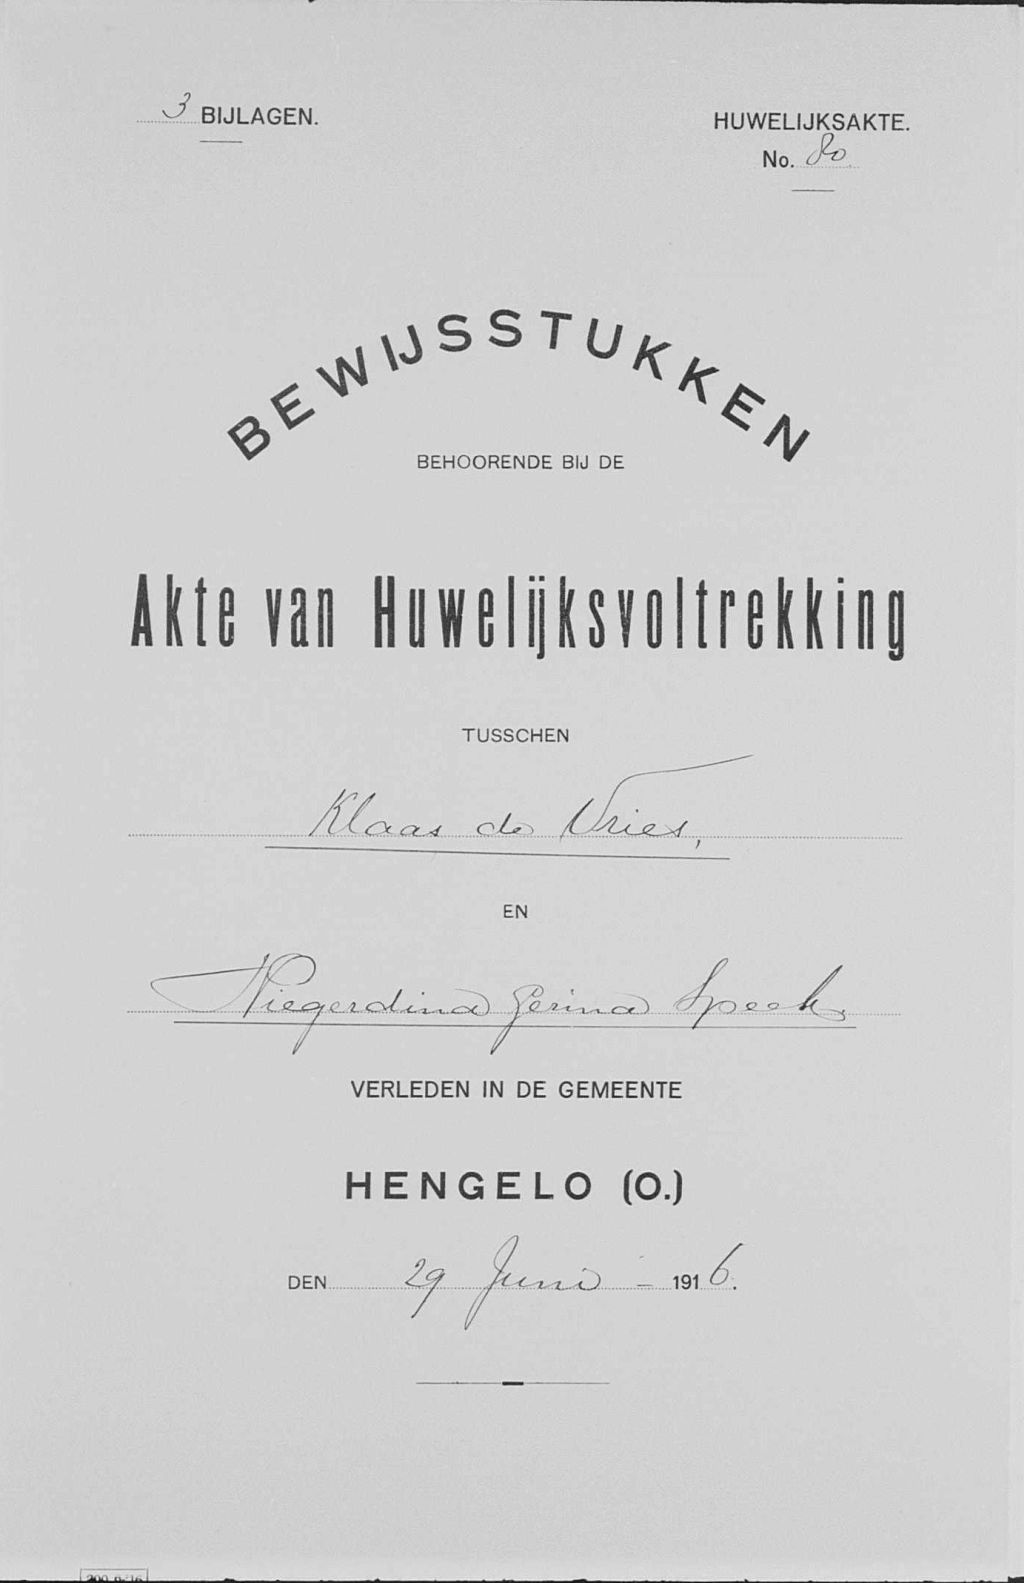 3 BIJLAGEN.
HUWELIJKSAKTE.
No. 80
BEWIJSSTUKKEN
BEHOORENDE BIJ DE
Akte van Huwelijksvoltrekking
TUSSCHEN
Klaas de Vries,
EN
Niegerdina Gerina Speek,
VERLEDEN IN DE GEMEENTE
HENGELO (O.)
DEN 29 Juni - 1916.